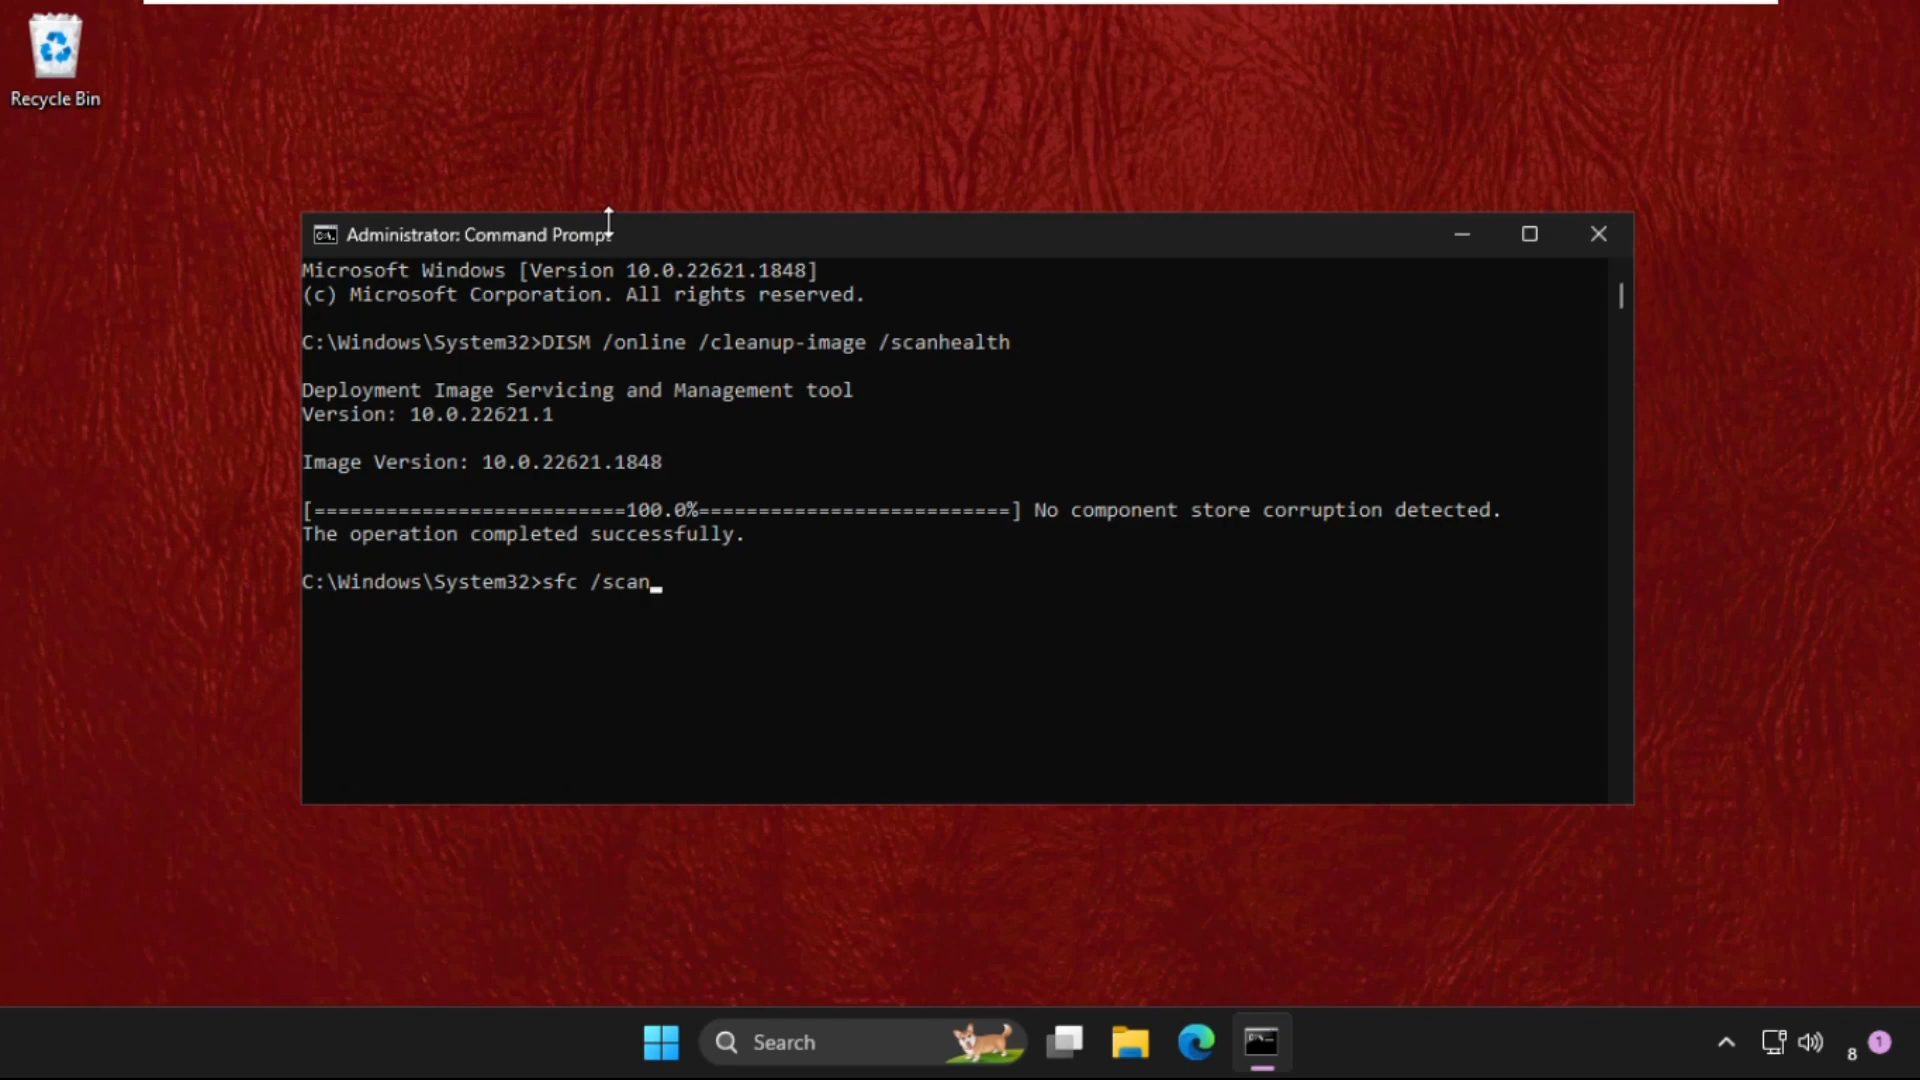 Recycle Bin
Administrator: Command Prompt
Microsoft Windows [Version 10.0.22621.1848]
(c) Microsoft Corporation. All rights reserved.
C:\Windows\System32>DISM /online /cleanup-image /scanhealth
Deployment Image Servicing and Management tool
Version: 10.0.22621.1
Image Version: 10.0.22621.1848
[==========================100.0%==========================] No component store corruption detected.
The operation completed successfully.
C:\Windows\System32>sfc /scan_
Search
8
1